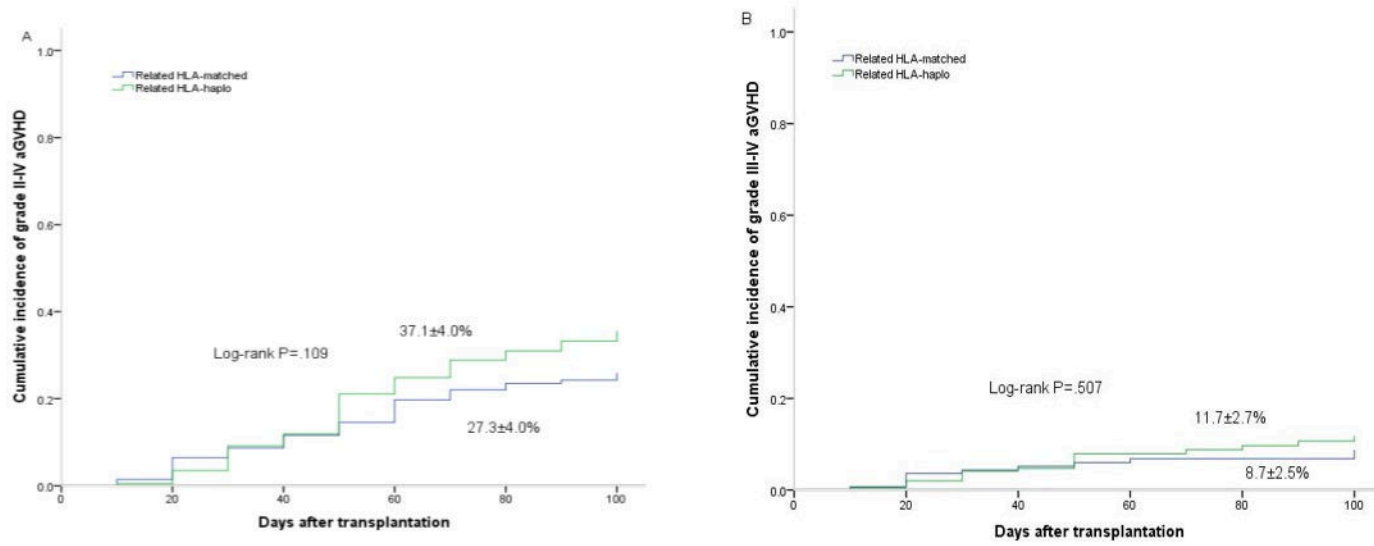 A
1.0
Related HLA-matched
Related HLA-haplo
0.8
0.6
0.4
0.2
0.0
Cumulative incidence of grade II-IV aGVHD
37.1±4.0%
Log-rank P=.109
27.3±4.0%
0 20 40 60 80 100
Days after transplantation
B
1.0
Related HLA-matched
Related HLA-haplo
0.8
0.6
0.4
0.2
0.0
Cumulative incidence of grade III-IV aGVHD
Log-rank P=.507
11.7±2.7%
8.7±2.5%
0 20 40 60 80 100
Days after transplantation